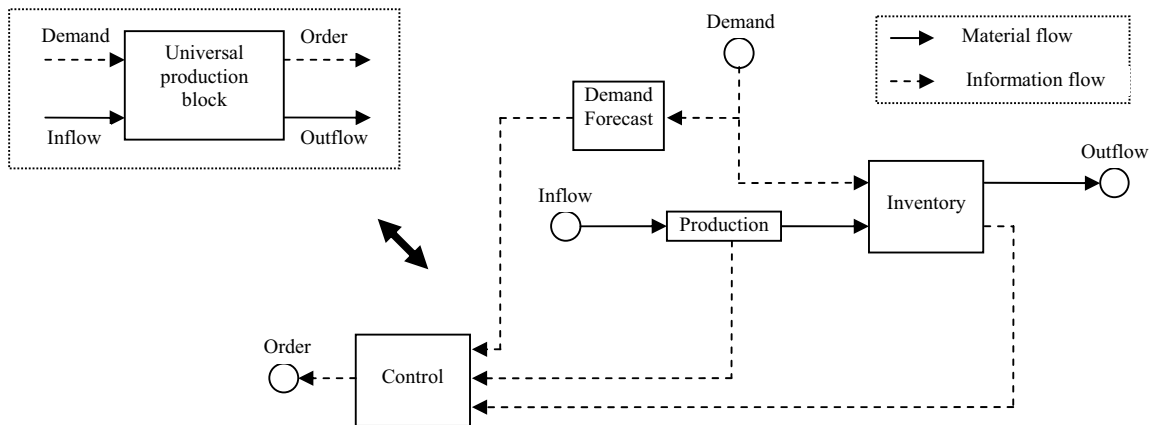 Demand
Order
Universal
production
block
Inflow
Outflow
Demand
Material flow
Information flow
Demand
Forecast
Outflow
Inflow
Production
Inventory
Order
Control